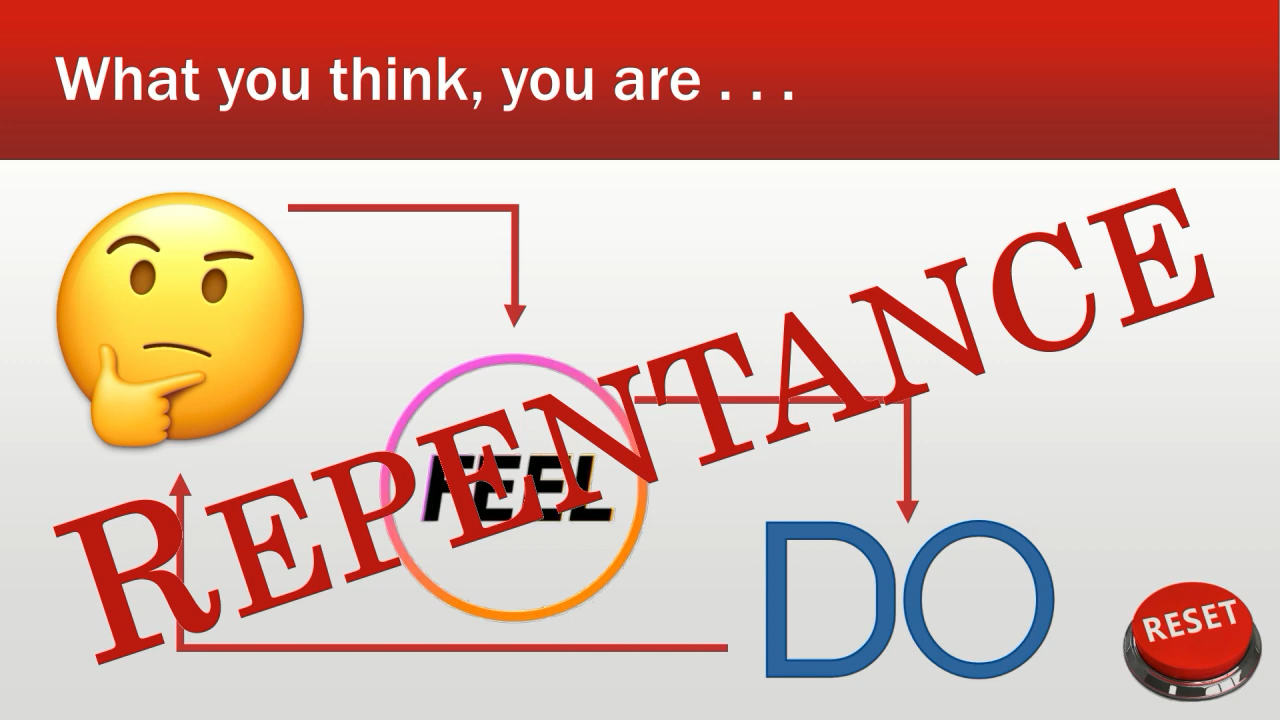 What you think, you are . . .
REPENTANCE
FEEL
DO
RESET